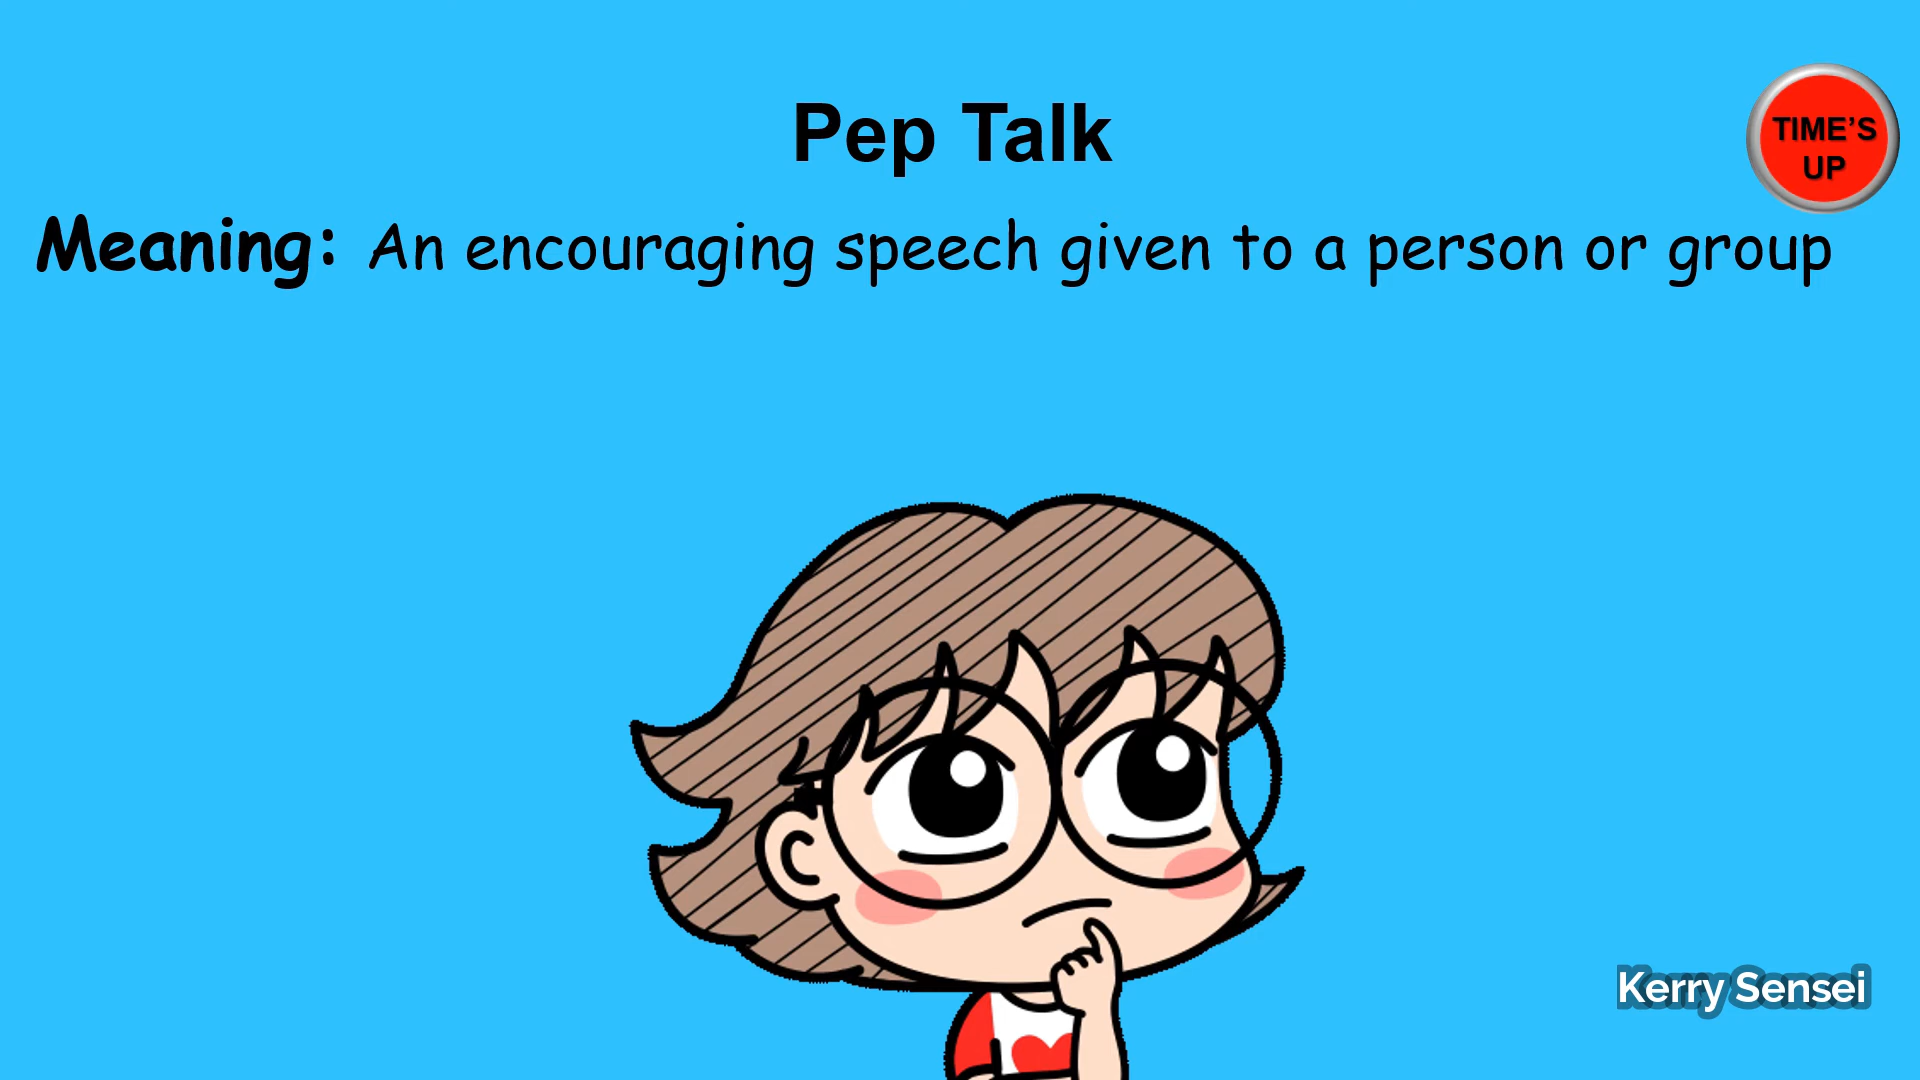 Pep Talk
TIME’S
UP
Meaning: An encouraging speech given to a person or group
Kerry Sensei